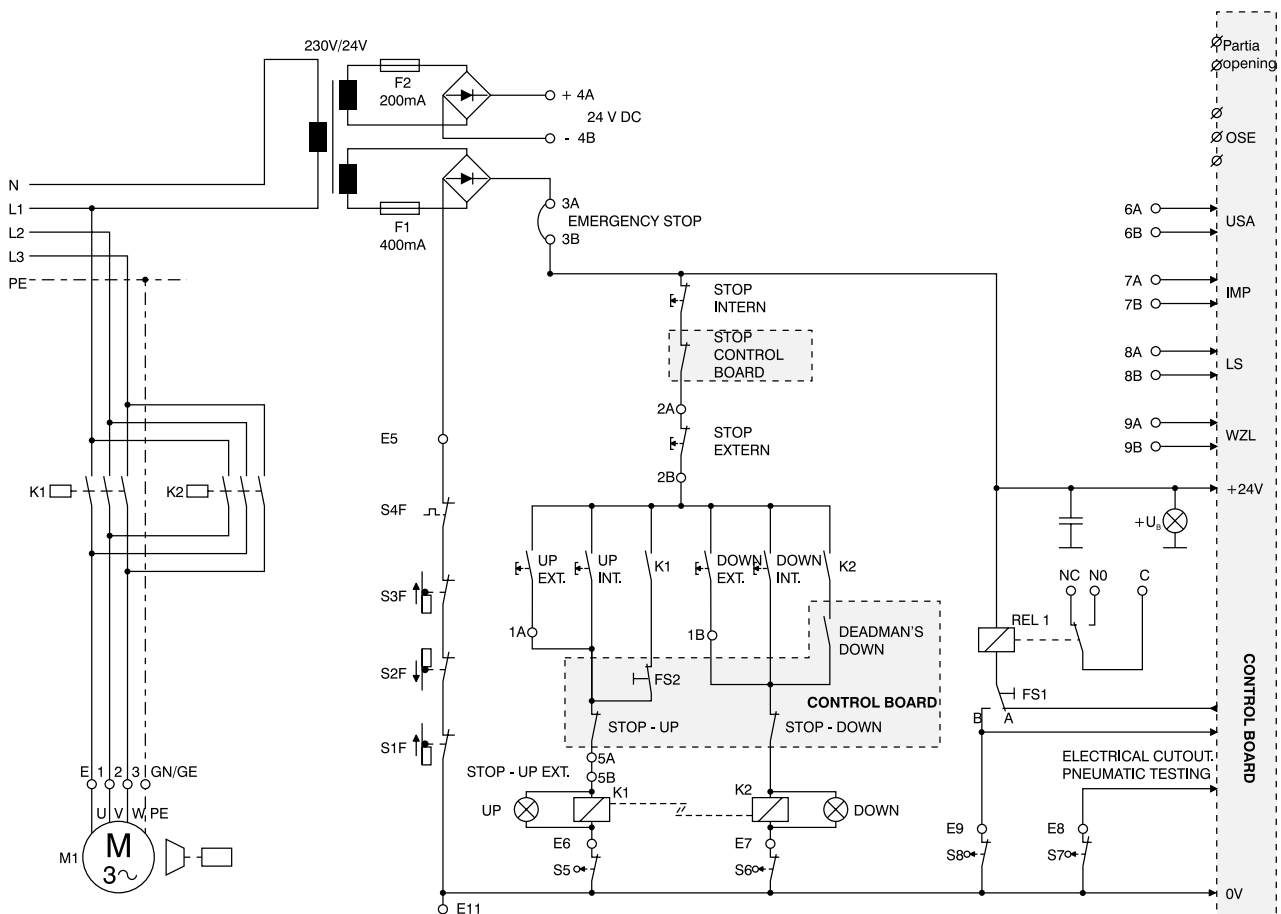 230V/24V
F2
200mA
+ 4A
24 V DC
- 4B
Partia
opening
OSE
N
L1
L2
L3
PE
F1
400mA
3A
EMERGENCY STOP
3B
6A
6B
USA
7A
7B
IMP
8A
8B
LS
9A
9B
WZL
STOP
INTERN
STOP
CONTROL
BOARD
2A
STOP
EXTERN
2B
E5
K1
K2
S4F
+24V
+UB
UP
EXT.
UP
INT.
K1
DOWN
EXT.
DOWN
INT.
K2
NC
N0
C
S3F
1A
1B
DEADMAN'S
DOWN
REL 1
S2F
FS2
CONTROL BOARD
FS1
B
A
S1F
STOP - UP
STOP - DOWN
5A
STOP - UP EXT.
5B
ELECTRICAL CUTOUT.
PNEUMATIC TESTING
CONTROL BOARD
E
1
2
3
GN/GE
U
V
W
PE
K1
K2
UP
DOWN
M1
M
3~
E6
E7
E9
E8
S5
S6
S8
S7
0V
E11